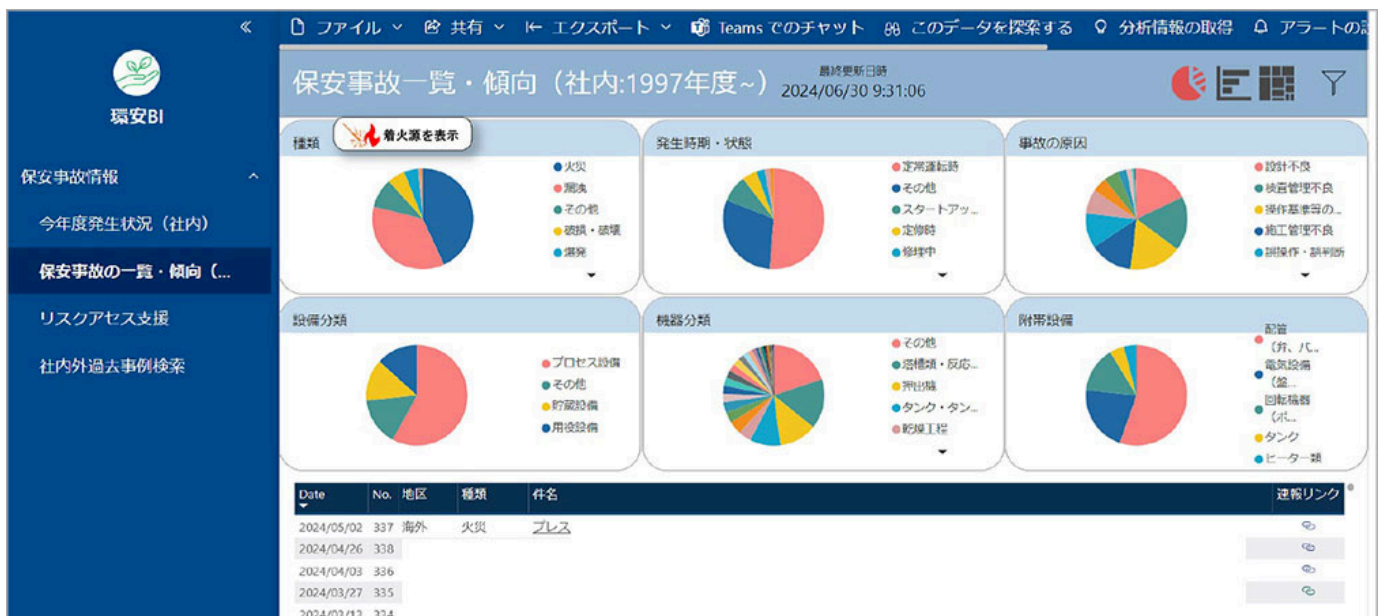 «
ファイル 共有 エクスポート Teams でのチャット このデータを探索する 分析情報の取得 アラートの
環安BI
保安事故情報
今年度発生状況（社内）
保安事故の一覧・傾向（...
リスクアセス支援
社内外過去事例検索
保安事故一覧・傾向（社内:1997年度~）
最終更新日時
2024/06/30 9:31:06
種類
着火源を表示
火災
漏洩
その他
破損・破壊
爆発
発生時期・状態
定常運転時
その他
スタートアッ...
定修時
修理中
事故の原因
設計不良
検査管理不良
操作基準等の...
施工管理不良
誤操作・誤判断
設備分類
プロセス設備
その他
貯蔵設備
用役設備
機器分類
その他
塔槽類・反応...
押出機
タンク・タン...
乾燥工程
附帯設備
配管
（弁、バ...
電気設備
（盤...
回転機器
（ポ...
タンク
ヒーター類
Date No. 地区 種類 件名 速報リンク
2024/05/02 337 海外 火災 プレス
2024/04/26 338
2024/04/03 336
2024/03/27 335
2024/03/12 334